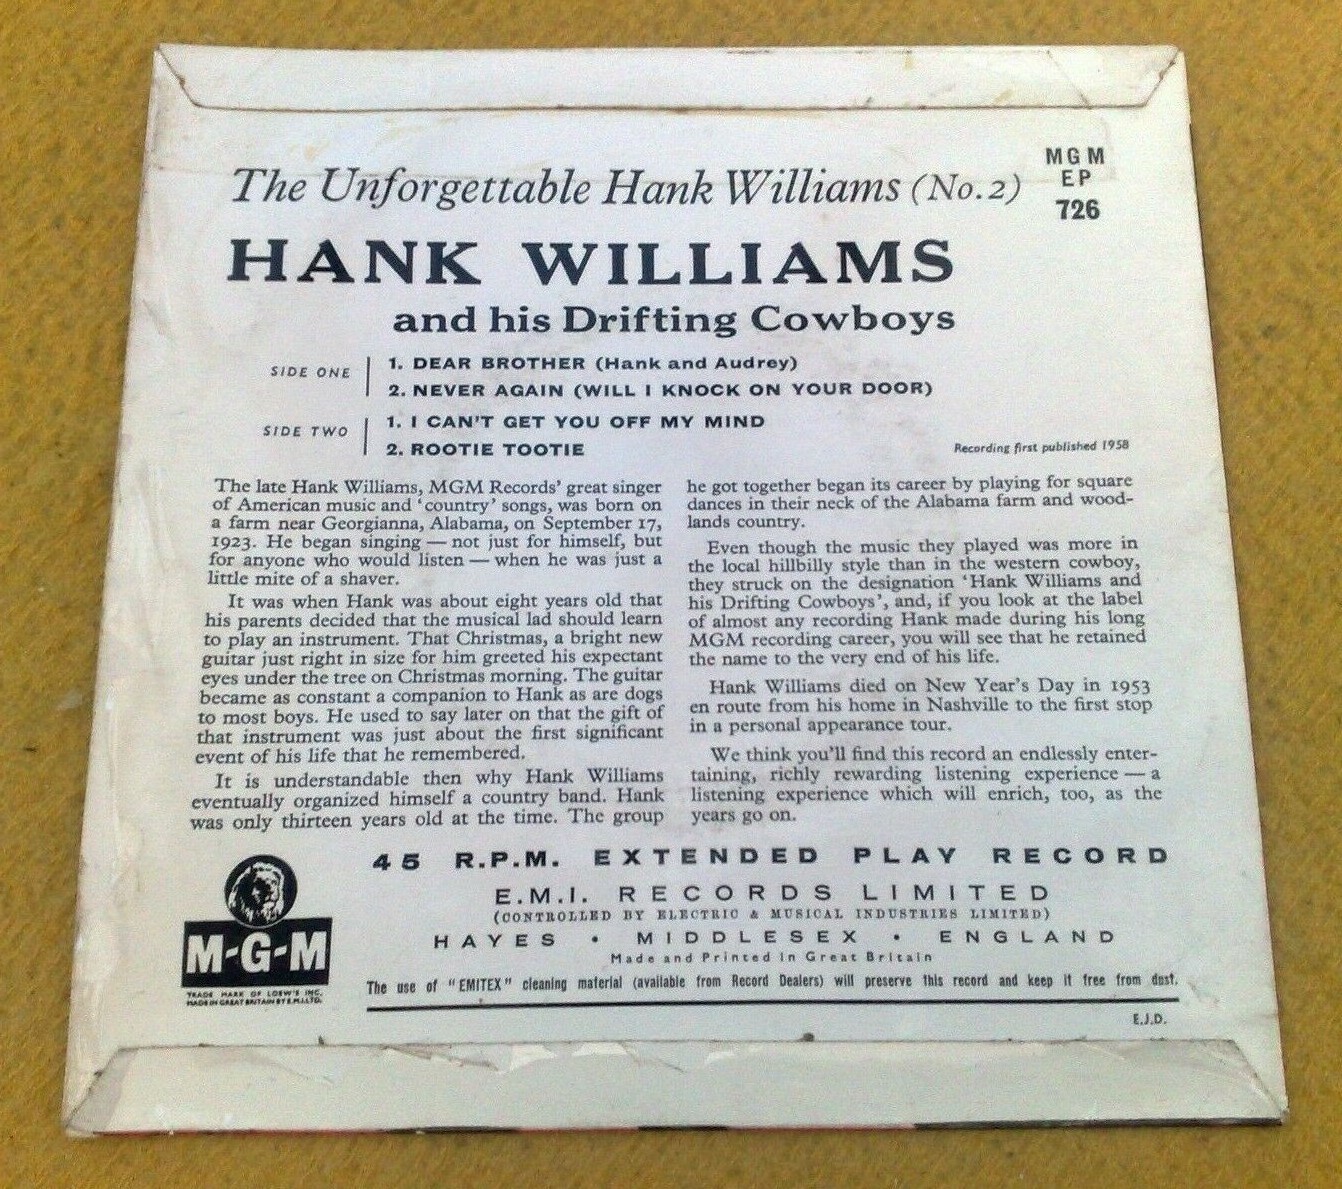 The Unforgettable Hank Williams (No. 2)
MGM
EP
726
HANK WILLIAMS
and his Drifting Cowboys
SIDE ONE
1. DEAR BROTHER (Hank and Audrey)
2. NEVER AGAIN (WILL I KNOCK ON YOUR DOOR)
SIDE TWO
1. I CAN'T GET YOU OFF MY MIND
2. ROOTIE TOOTIE
Recording first published 1958
The late Hank Williams, MGM Records' great singer
of American music and 'country' songs, was born on
a farm near Georgianna, Alabama, on September 17,
1923. He began singing — not just for himself, but
for anyone who would listen — when he was just a
little mite of a shaver.
It was when Hank was about eight years old that
his parents decided that the musical lad should learn
to play an instrument. That Christmas, a bright new
guitar just right in size for him greeted his expectant
eyes under the tree on Christmas morning. The guitar
became as constant a companion to Hank as are dogs
to most boys. He used to say later on that the gift of
that instrument was just about the first significant
event of his life that he remembered.
It is understandable then why Hank Williams
eventually organized himself a country band. Hank
was only thirteen years old at the time. The group
he got together began its career by playing for square
dances in their neck of the Alabama farm and wood-
lands country.
Even though the music they played was more in
the local hillbilly style than in the western cowboy,
they struck on the designation 'Hank Williams and
his Drifting Cowboys', and, if you look at the label
of almost any recording Hank made during his long
MGM recording career, you will see that he retained
the name to the very end of his life.
Hank Williams died on New Year's Day in 1953
en route from his home in Nashville to the first stop
in a personal appearance tour.
We think you'll find this record an endlessly enter-
taining, richly rewarding listening experience — a
listening experience which will enrich, too, as the
years go on.
45 R.P.M. EXTENDED PLAY RECORD
E.M.I. RECORDS LIMITED
(CONTROLLED BY ELECTRIC & MUSICAL INDUSTRIES LIMITED)
HAYES • MIDDLESEX • ENGLAND
Made and Printed in Great Britain
M-G-M
TRADE MARK OF LOEW'S INC.
MADE IN GREAT BRITAIN BY E.M.I. LTD.
The use of "EMITEX" cleaning material (available from Record Dealers) will preserve this record and keep it free from dust.
E.J.D.